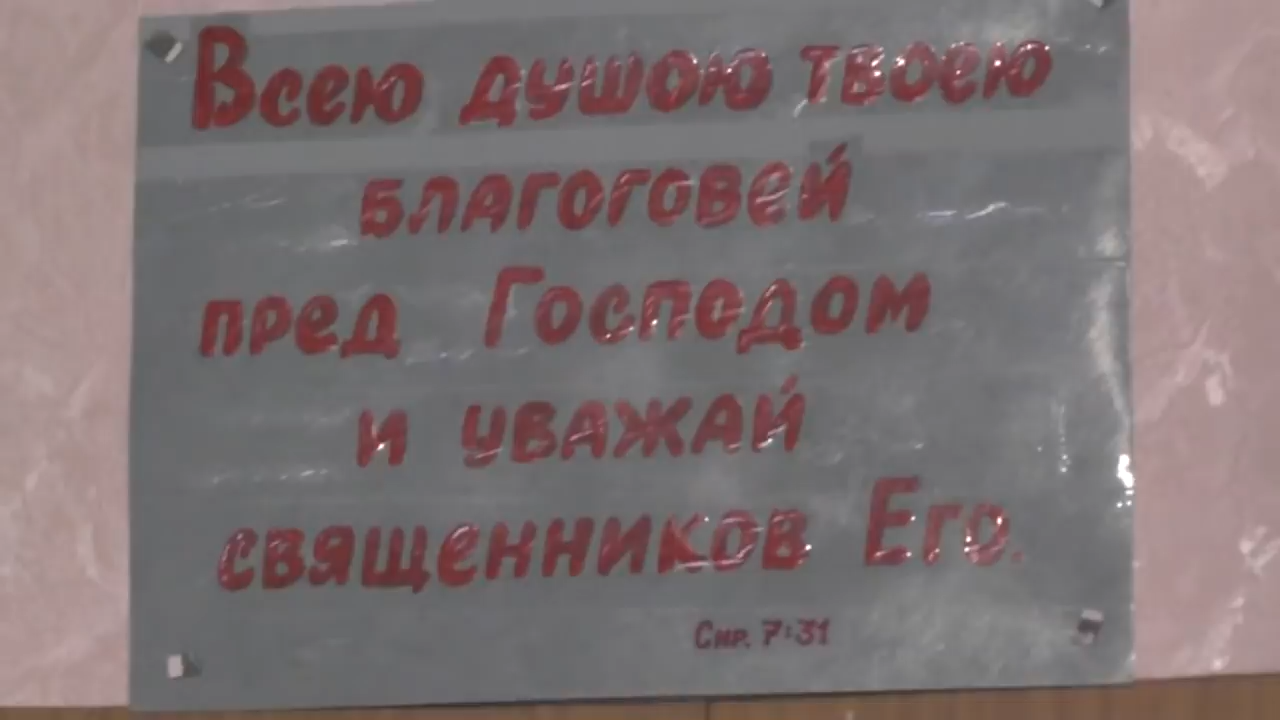 Всею душою твоею
благоговей
пред Господом
и уважай
священников Его.
Сир. 7:31